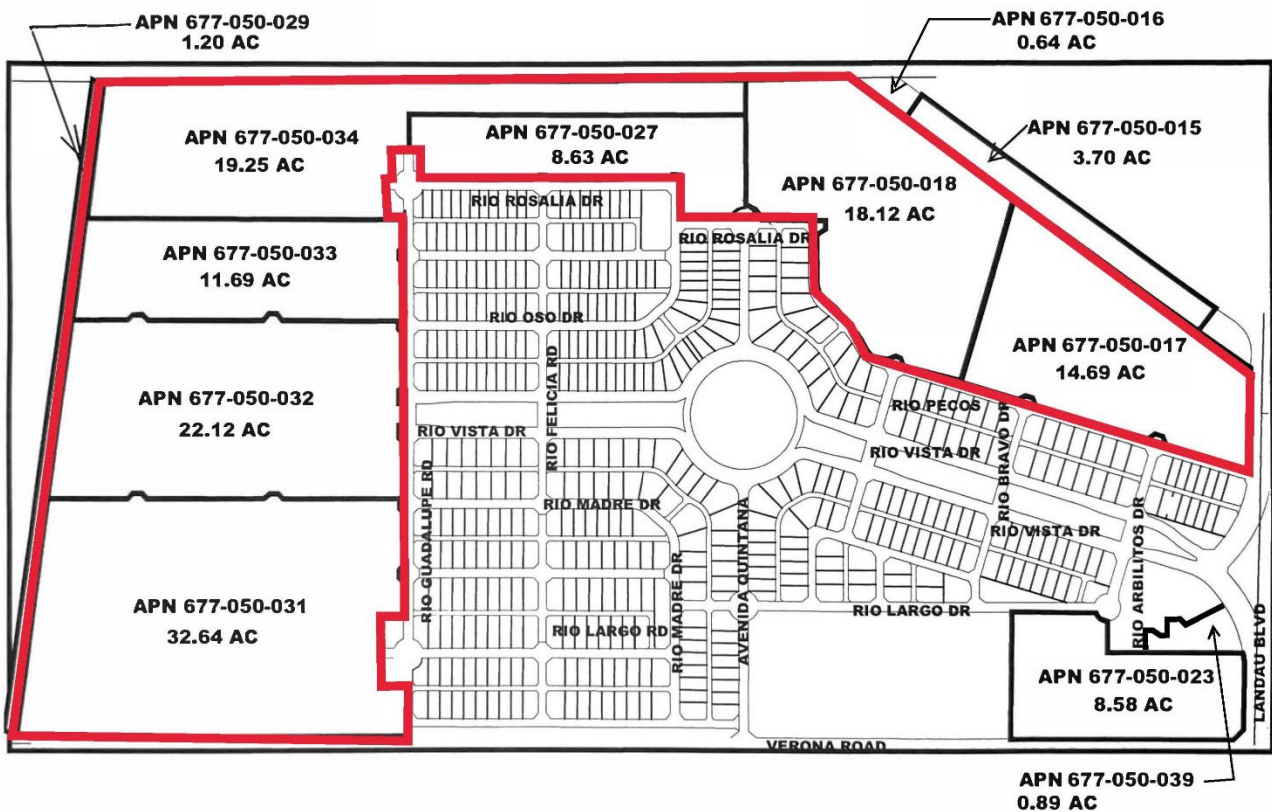 APN 677-050-029
1.20 AC
APN 677-050-016
0.64 AC
APN 677-050-034
19.25 AC
APN 677-050-027
8.63 AC
APN 677-050-015
3.70 AC
APN 677-050-018
18.12 AC
RIO ROSALIA DR
RIO ROSALIA DR
APN 677-050-033
11.69 AC
RIO OSO DR
APN 677-050-017
14.69 AC
RIO FELICIA RD
APN 677-050-032
22.12 AC
RIO PECOS
RIO BRAVO DR
RIO VISTA DR
RIO VISTA DR
RIO GUADALUPE RD
RIO MADRE DR
AVENIDA QUINTANA
RIO VISTA DR
RIO ARBILITOS DR
APN 677-050-031
32.64 AC
RIO MADRE DR
RIO LARGO DR
RIO LARGO RD
LANDAU BLVD
APN 677-050-023
8.58 AC
VERONA ROAD
APN 677-050-039
0.89 AC